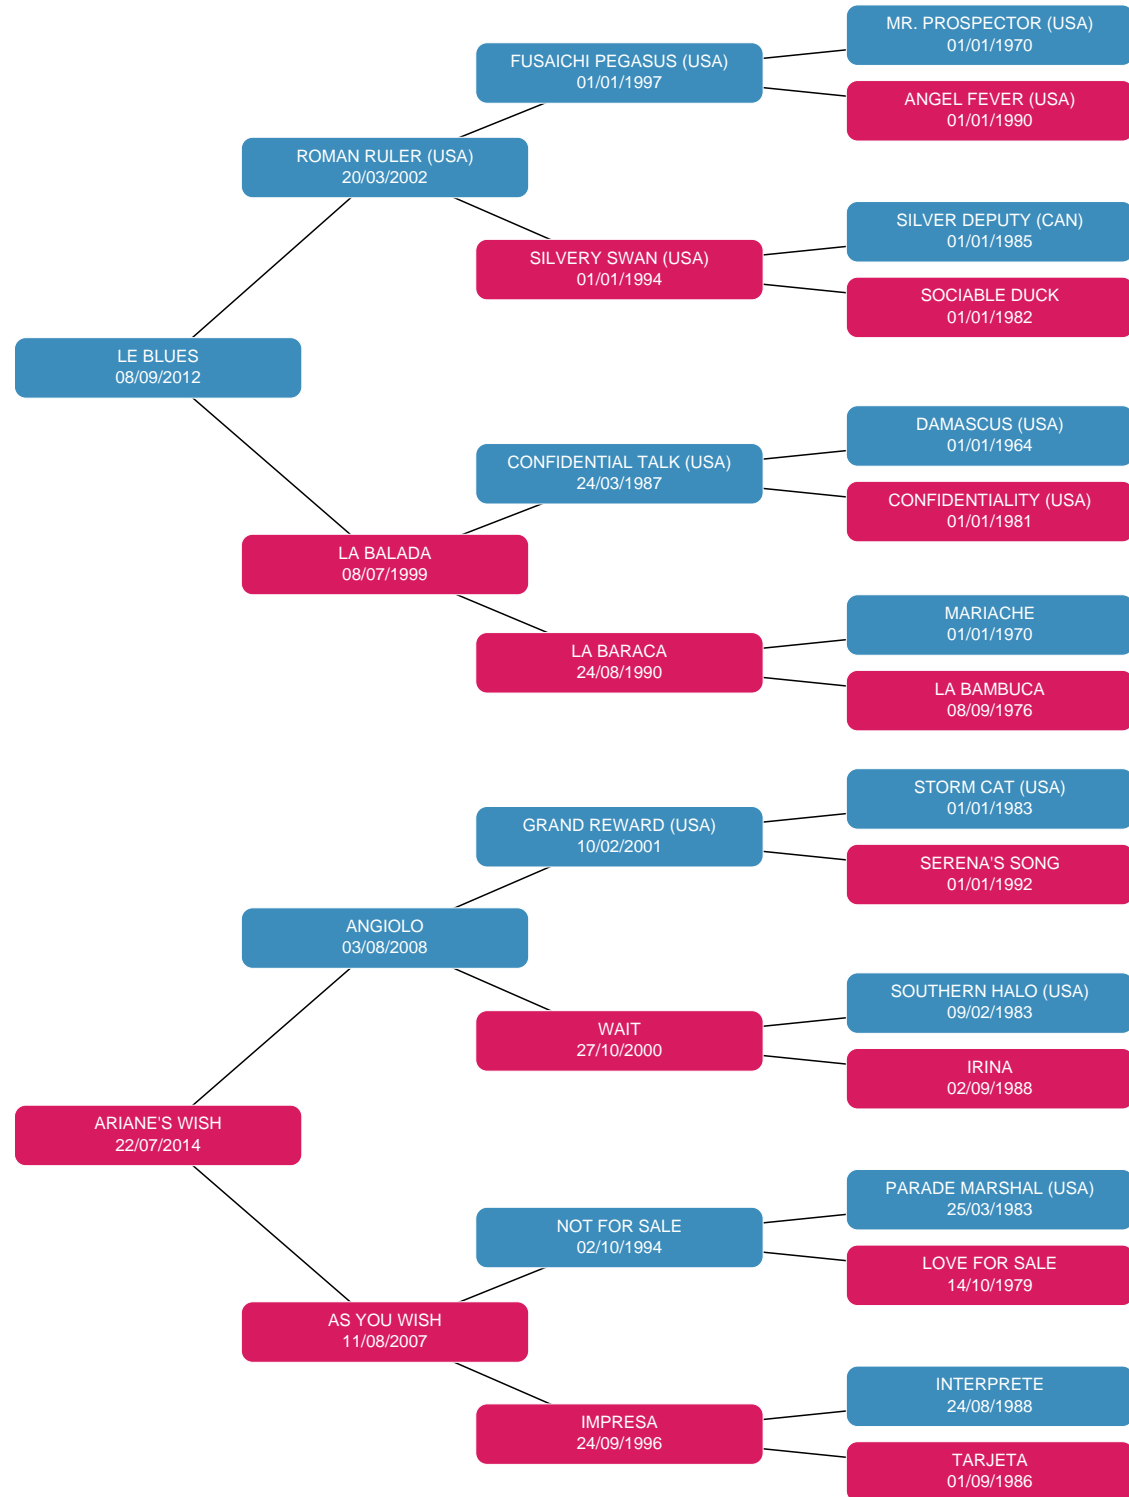 MR. PROSPECTOR (USA)
01/01/1970
FUSAICHI PEGASUS (USA)
01/01/1997
ANGEL FEVER (USA)
01/01/1990
ROMAN RULER (USA)
20/03/2002
SILVER DEPUTY (CAN)
01/01/1985
SILVERY SWAN (USA)
01/01/1994
SOCIABLE DUCK
01/01/1982
LE BLUES
08/09/2012
DAMASCUS (USA)
01/01/1964
CONFIDENTIAL TALK (USA)
24/03/1987
CONFIDENTIALITY (USA)
01/01/1981
LA BALADA
08/07/1999
MARIACHE
01/01/1970
LA BARACA
24/08/1990
LA BAMBUCA
08/09/1976
STORM CAT (USA)
01/01/1983
GRAND REWARD (USA)
10/02/2001
SERENA'S SONG
01/01/1992
ANGIOLO
03/08/2008
SOUTHERN HALO (USA)
09/02/1983
WAIT
27/10/2000
IRINA
02/09/1988
ARIANE'S WISH
22/07/2014
PARADE MARSHAL (USA)
25/03/1983
NOT FOR SALE
02/10/1994
LOVE FOR SALE
14/10/1979
AS YOU WISH
11/08/2007
INTERPRETE
24/08/1988
IMPRESA
24/09/1996
TARJETA
01/09/1986